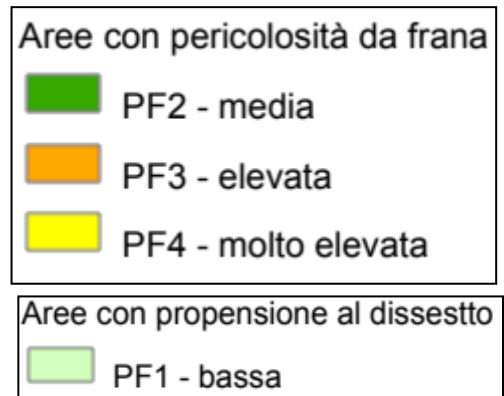 Aree con pericolosità da frana
PF2 - media
PF3 - elevata
PF4 - molto elevata
Aree con propensione al dissestto
PF1 - bassa